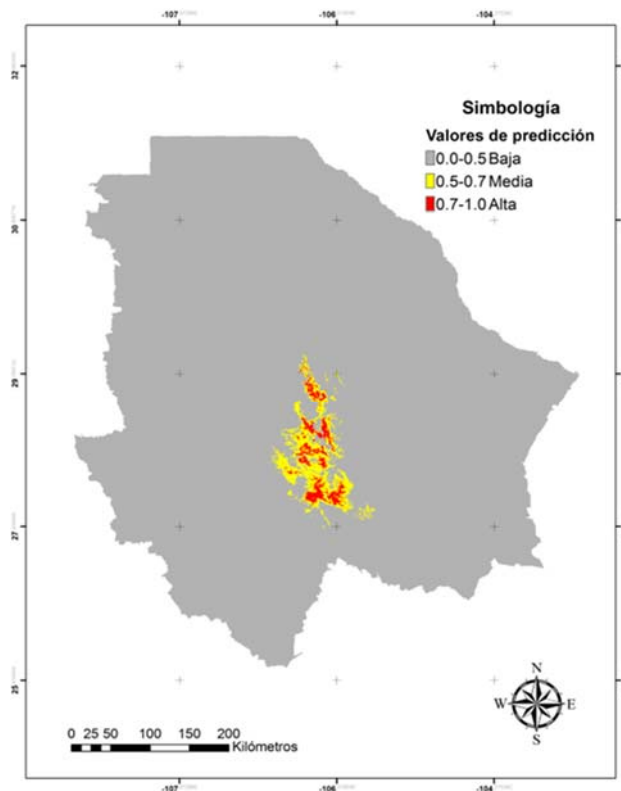 -107
-106
-104
32
30
29
27
25
Simbología
Valores de predicción
0.0-0.5 Baja
0.5-0.7 Media
0.7-1.0 Alta
N
W E
S
0 25 50 100 150 200
Kilómetros
-107
-106
-104